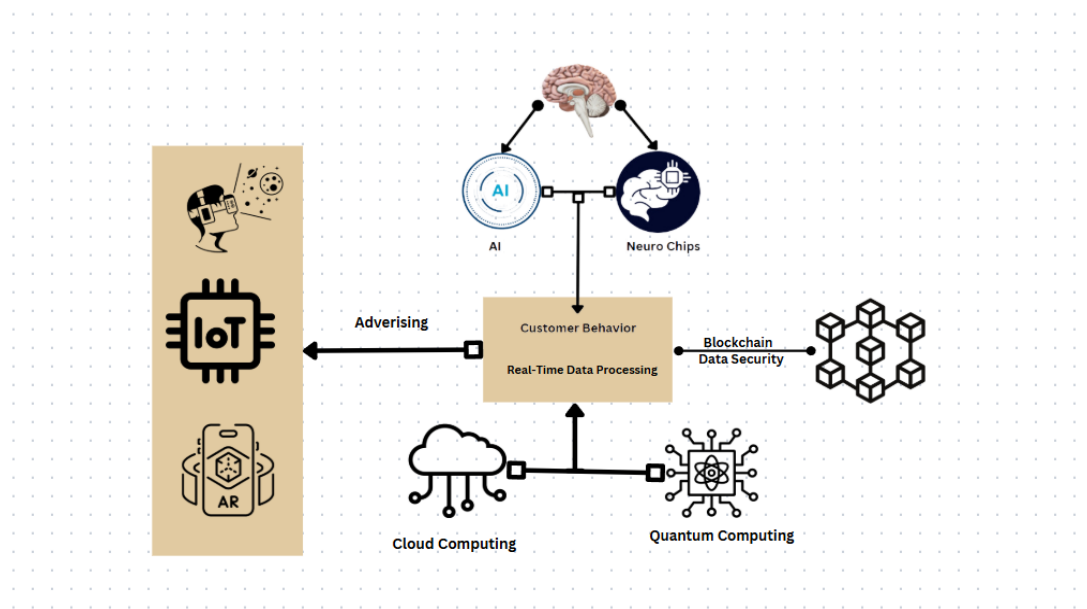 AI
AI
Neuro Chips
IoT
Adverising
Customer Behavior
Real-Time Data Processing
Blockchain
Data Security
AR
Cloud Computing
Quantum Computing